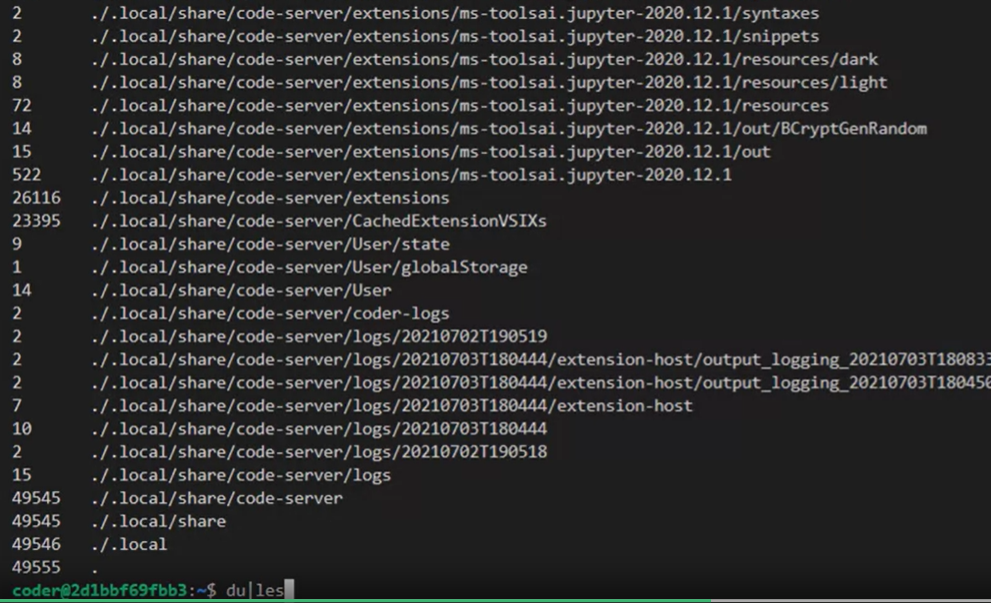 2 ./.local/share/code-server/extensions/ms-toolsai.jupyter-2020.12.1/syntaxes
2 ./.local/share/code-server/extensions/ms-toolsai.jupyter-2020.12.1/snippets
8 ./.local/share/code-server/extensions/ms-toolsai.jupyter-2020.12.1/resources/dark
8 ./.local/share/code-server/extensions/ms-toolsai.jupyter-2020.12.1/resources/light
72 ./.local/share/code-server/extensions/ms-toolsai.jupyter-2020.12.1/resources
14 ./.local/share/code-server/extensions/ms-toolsai.jupyter-2020.12.1/out/BCryptGenRandom
15 ./.local/share/code-server/extensions/ms-toolsai.jupyter-2020.12.1/out
522 ./.local/share/code-server/extensions/ms-toolsai.jupyter-2020.12.1
26116 ./.local/share/code-server/extensions
23395 ./.local/share/code-server/CachedExtensionVSIXs
9 ./.local/share/code-server/User/state
1 ./.local/share/code-server/User/globalStorage
14 ./.local/share/code-server/User
2 ./.local/share/code-server/coder-logs
2 ./.local/share/code-server/logs/20210702T190519
2 ./.local/share/code-server/logs/20210703T180444/extension-host/output_logging_20210703T180833
2 ./.local/share/code-server/logs/20210703T180444/extension-host/output_logging_20210703T180450
7 ./.local/share/code-server/logs/20210703T180444/extension-host
10 ./.local/share/code-server/logs/20210703T180444
2 ./.local/share/code-server/logs/20210702T190518
15 ./.local/share/code-server/logs
49545 ./.local/share/code-server
49545 ./.local/share
49546 ./.local
49555 .
coder@2d1bbf69fbb3:~$ du|les